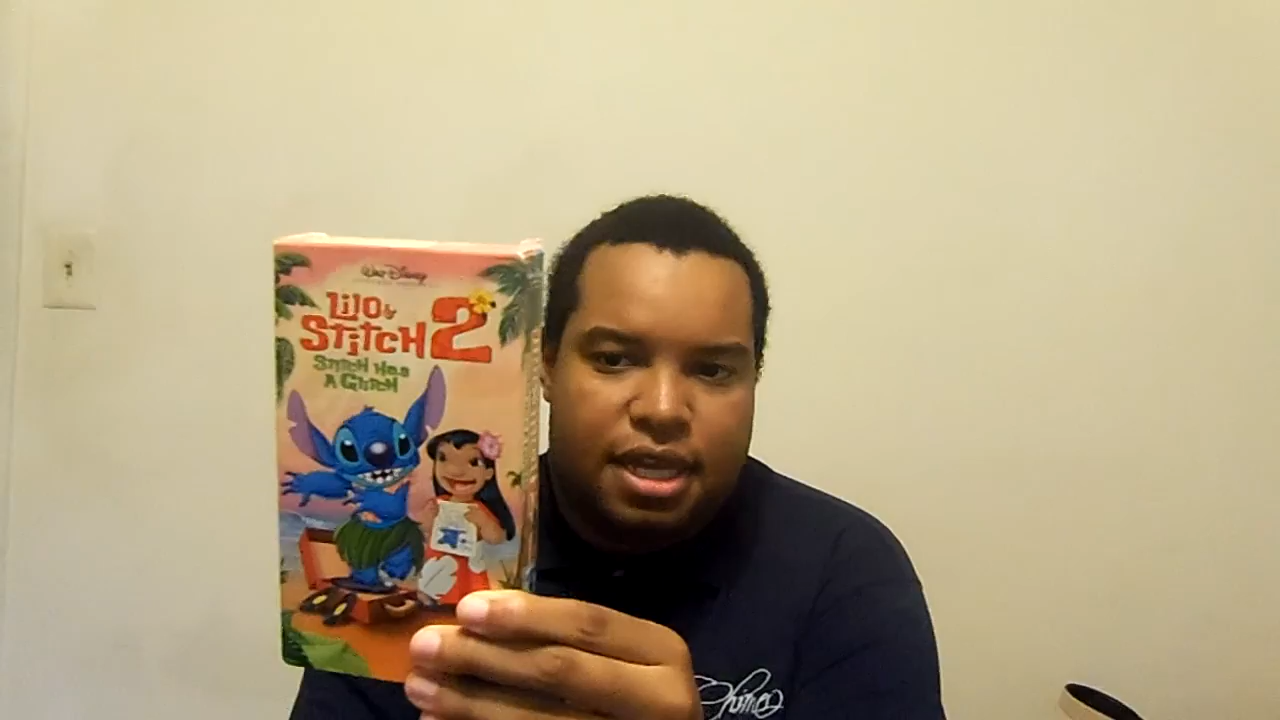 Walt Disney
Lilo &
Stitch 2
Stitch Has
A Glitch